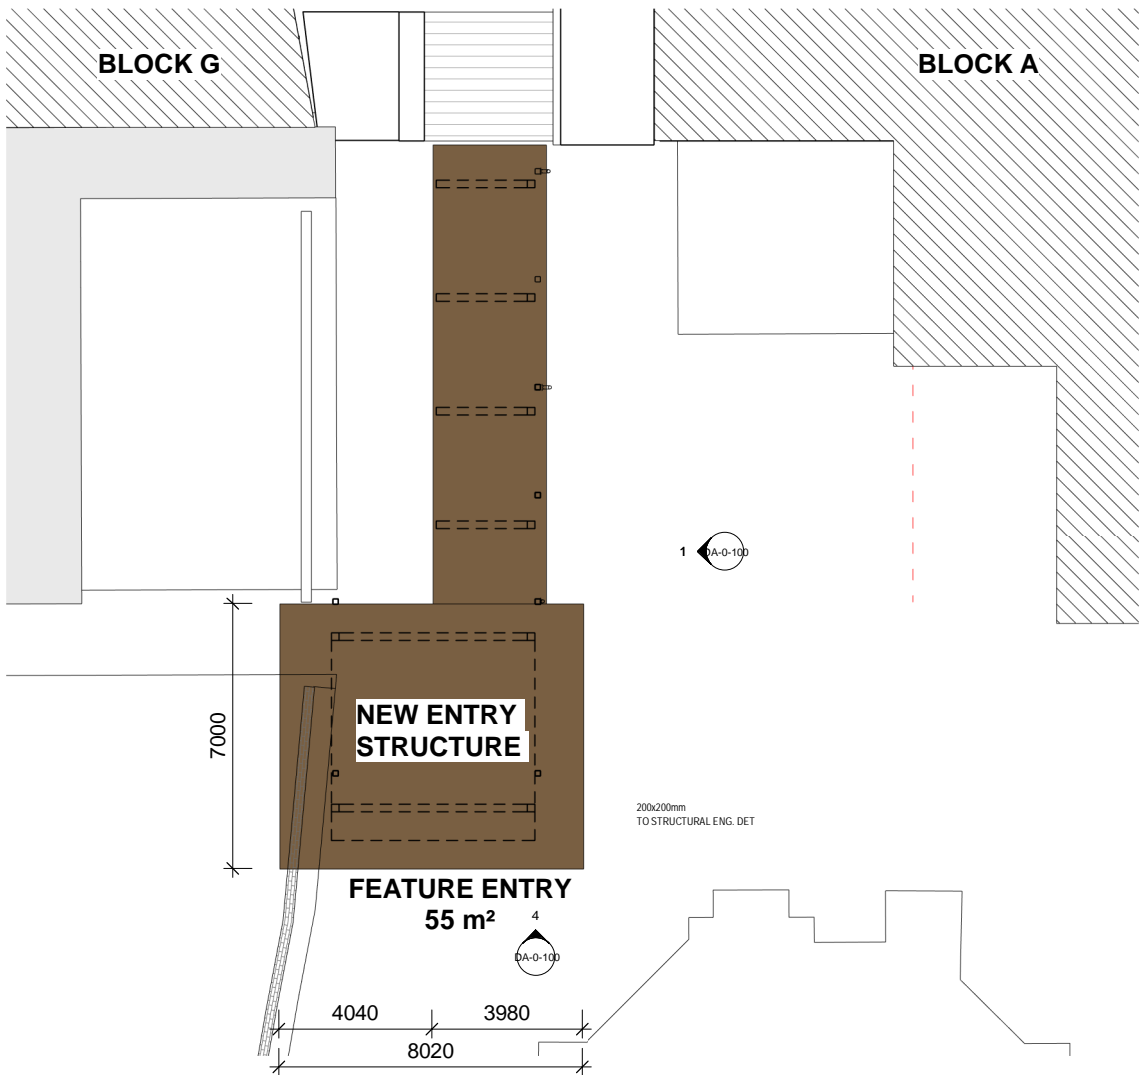 BLOCK G
BLOCK A
1
DA-0-100
7000
NEW ENTRY
STRUCTURE
200x200mm
TO STRUCTURAL ENG. DET
FEATURE ENTRY
55 m²
4
DA-0-100
4040
3980
8020